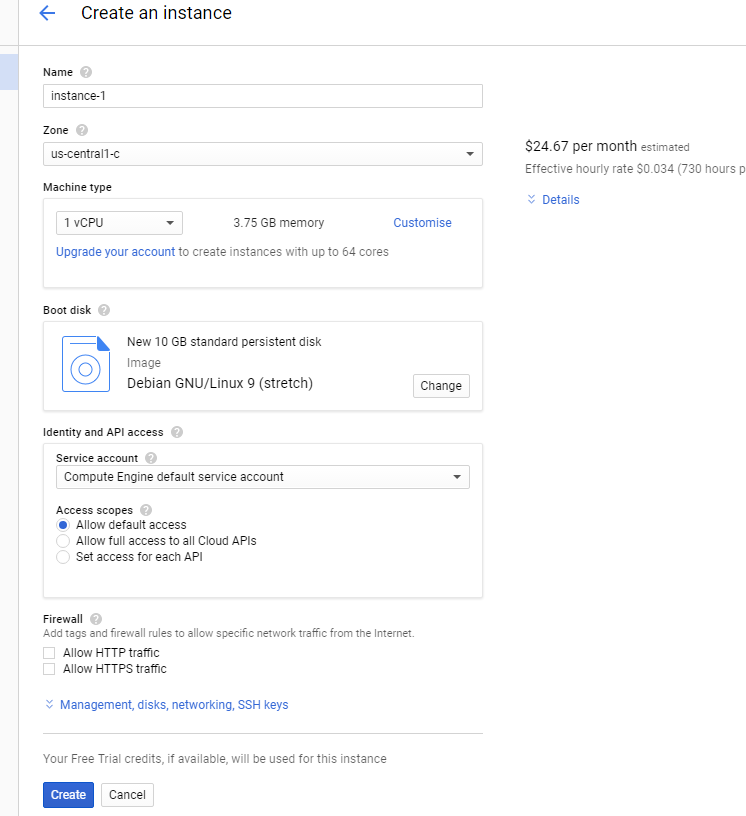 Create an instance
Name
instance-1
Zone
us-central1-c
$24.67 per month estimated
Effective hourly rate $0.034 (730 hours p
Details
Machine type
1 vCPU
3.75 GB memory
Customise
Upgrade your account to create instances with up to 64 cores
Boot disk
New 10 GB standard persistent disk
Image
Debian GNU/Linux 9 (stretch)
Change
Identity and API access
Service account
Compute Engine default service account
Access scopes
Allow default access
Allow full access to all Cloud APIs
Set access for each API
Firewall
Add tags and firewall rules to allow specific network traffic from the Internet.
Allow HTTP traffic
Allow HTTPS traffic
Management, disks, networking, SSH keys
Your Free Trial credits, if available, will be used for this instance
Create
Cancel